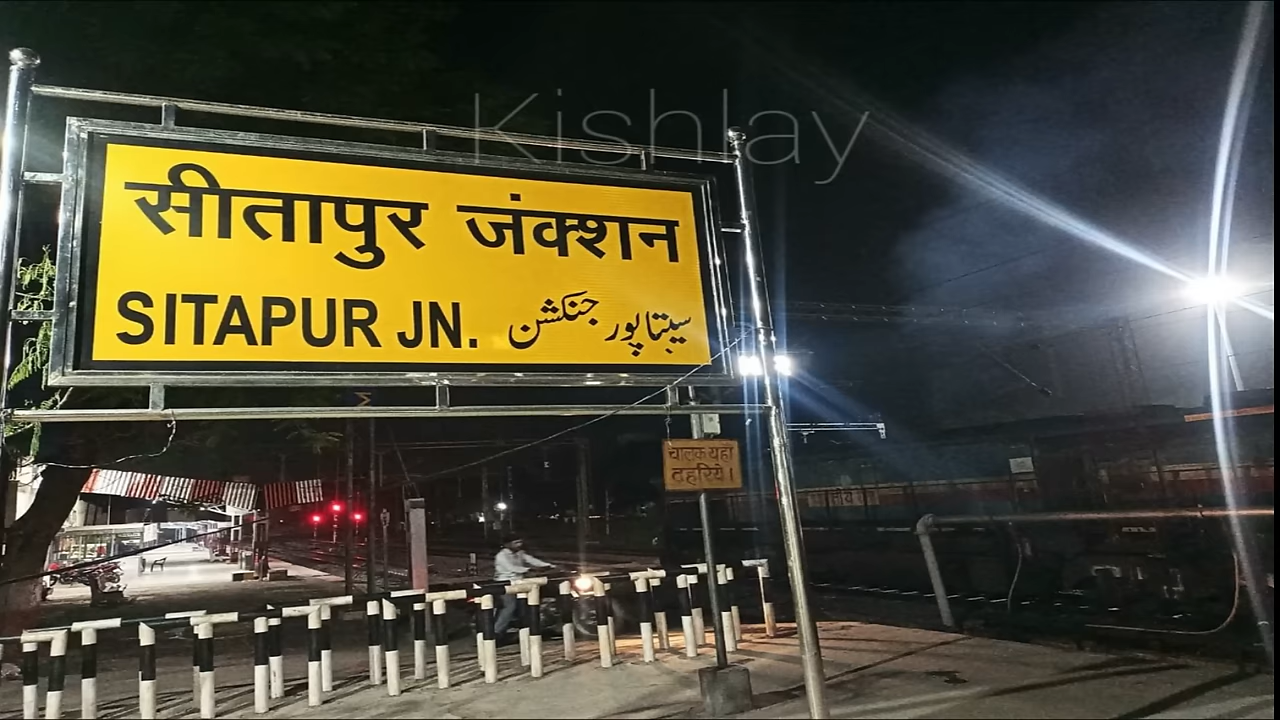 Kishlay
सीतापुर जंक्शन
SITAPUR JN. سیتاپور جنکشن
चालक यहा
ठहरिये।